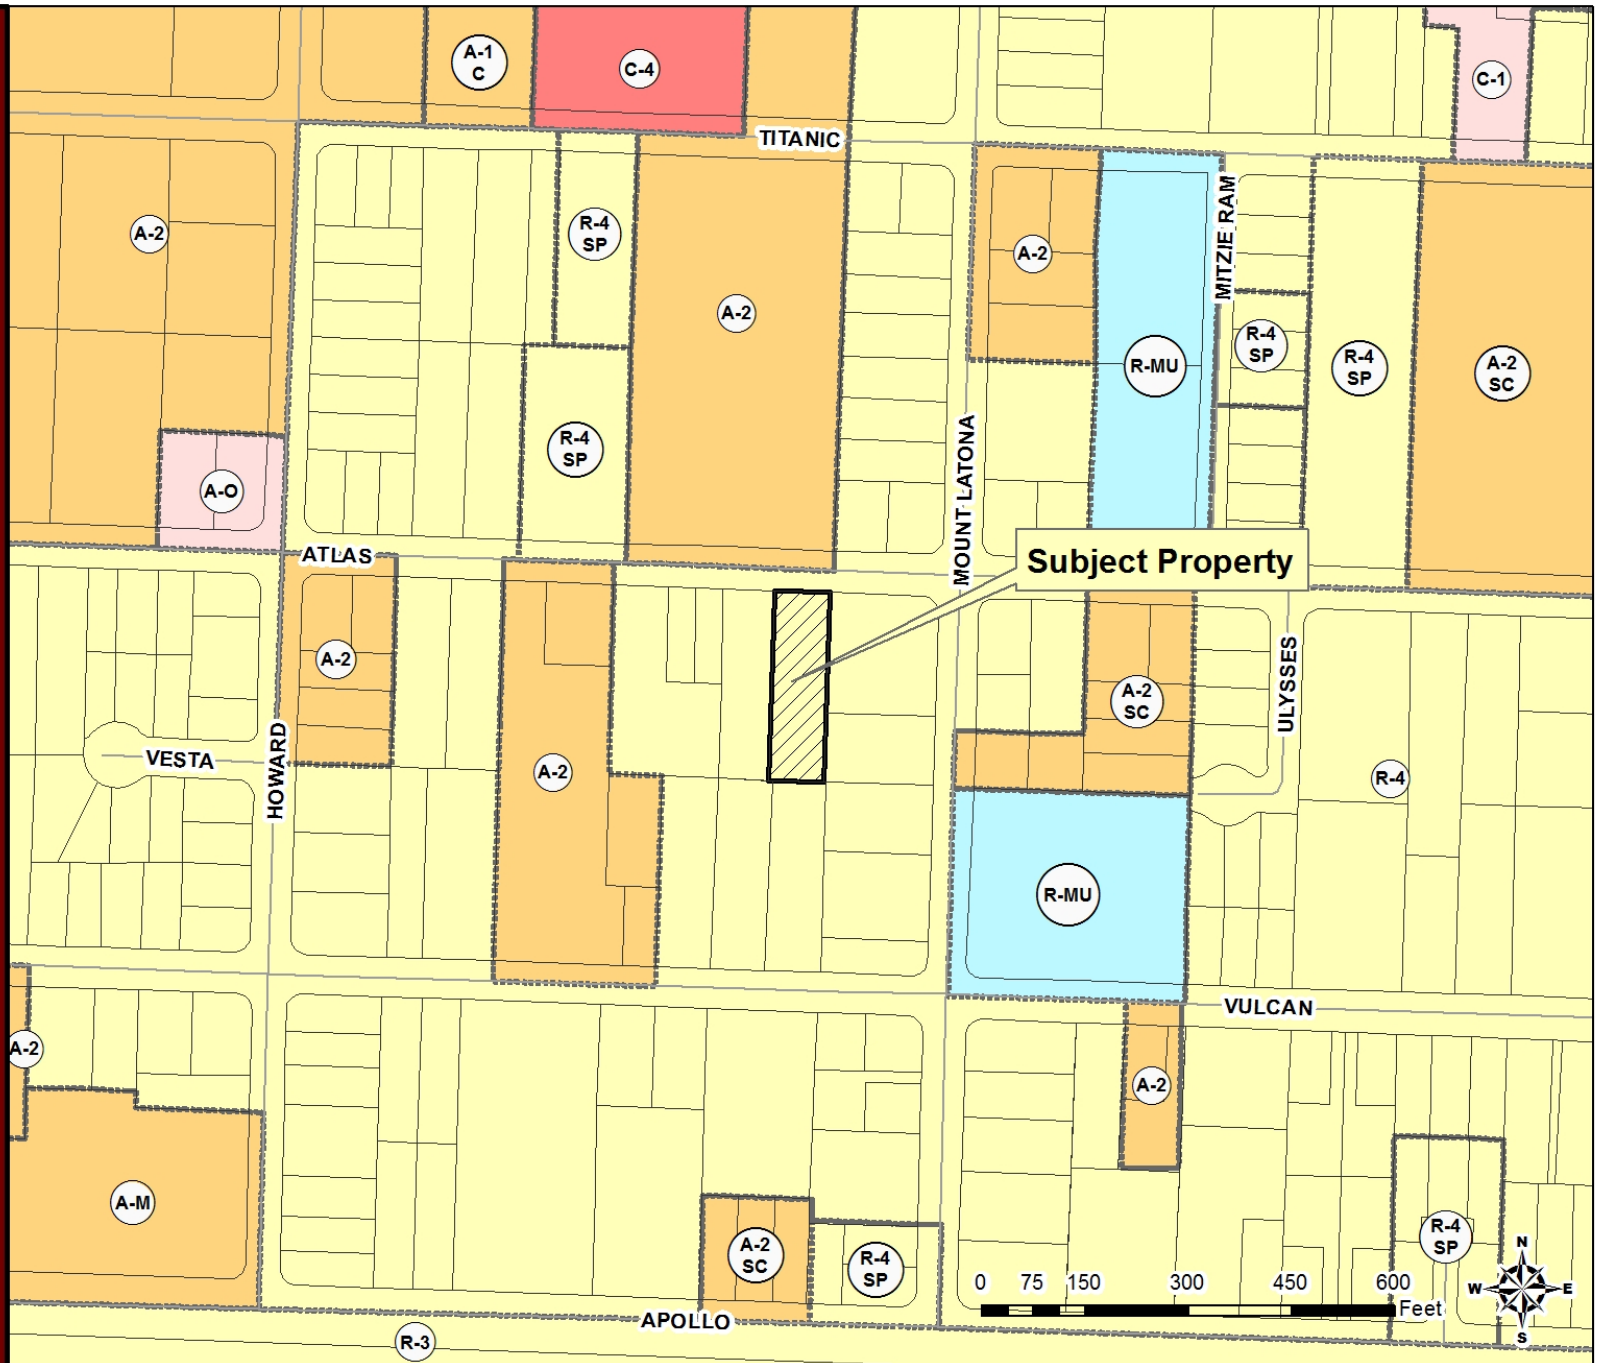 A-1
C
C-4
C-1
TITANIC
A-2
R-4
SP
A-2
A-2
MITZIE RAM
R-MU
R-4
SP
R-4
SP
A-2
SC
R-4
SP
A-O
MOUNT LATONA
ATLAS
Subject Property
A-2
A-2
SC
ULYSSES
VESTA
HOWARD
A-2
R-4
R-MU
VULCAN
A-2
A-2
A-M
A-2
SC
R-4
SP
R-4
SP
N
W E
S
0 75 150 300 450 600
Feet
APOLLO
R-3